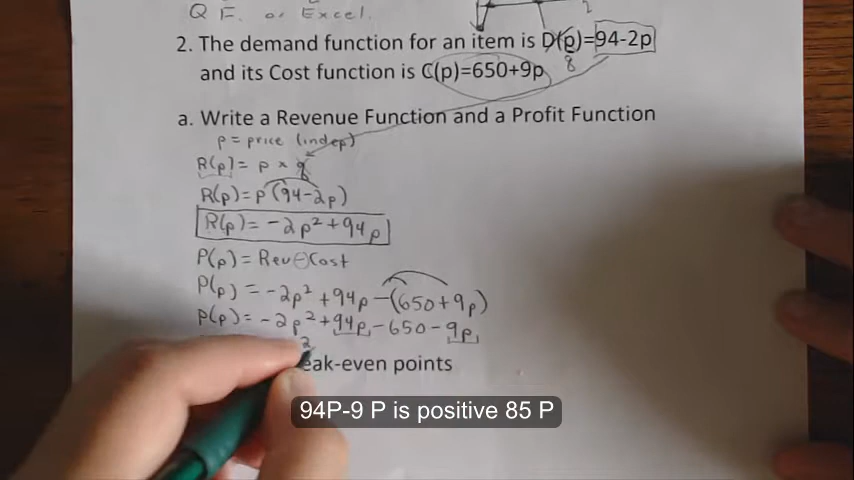 Q F. or Excel.
2
2. The demand function for an item is D(p)=94-2p
and its Cost function is C(p)=650+9p
8
a. Write a Revenue Function and a Profit Function
p = price (indep)
R(p) = p × q
R(p) = p (94-2p)
R(p) = -2p² + 94p
P(p) = Rev - Cost
P(p) = -2p² + 94p - (650 + 9p)
P(p) = -2p² + 94p - 650 - 9p
2
eak-even points
94P-9 P is positive 85 P